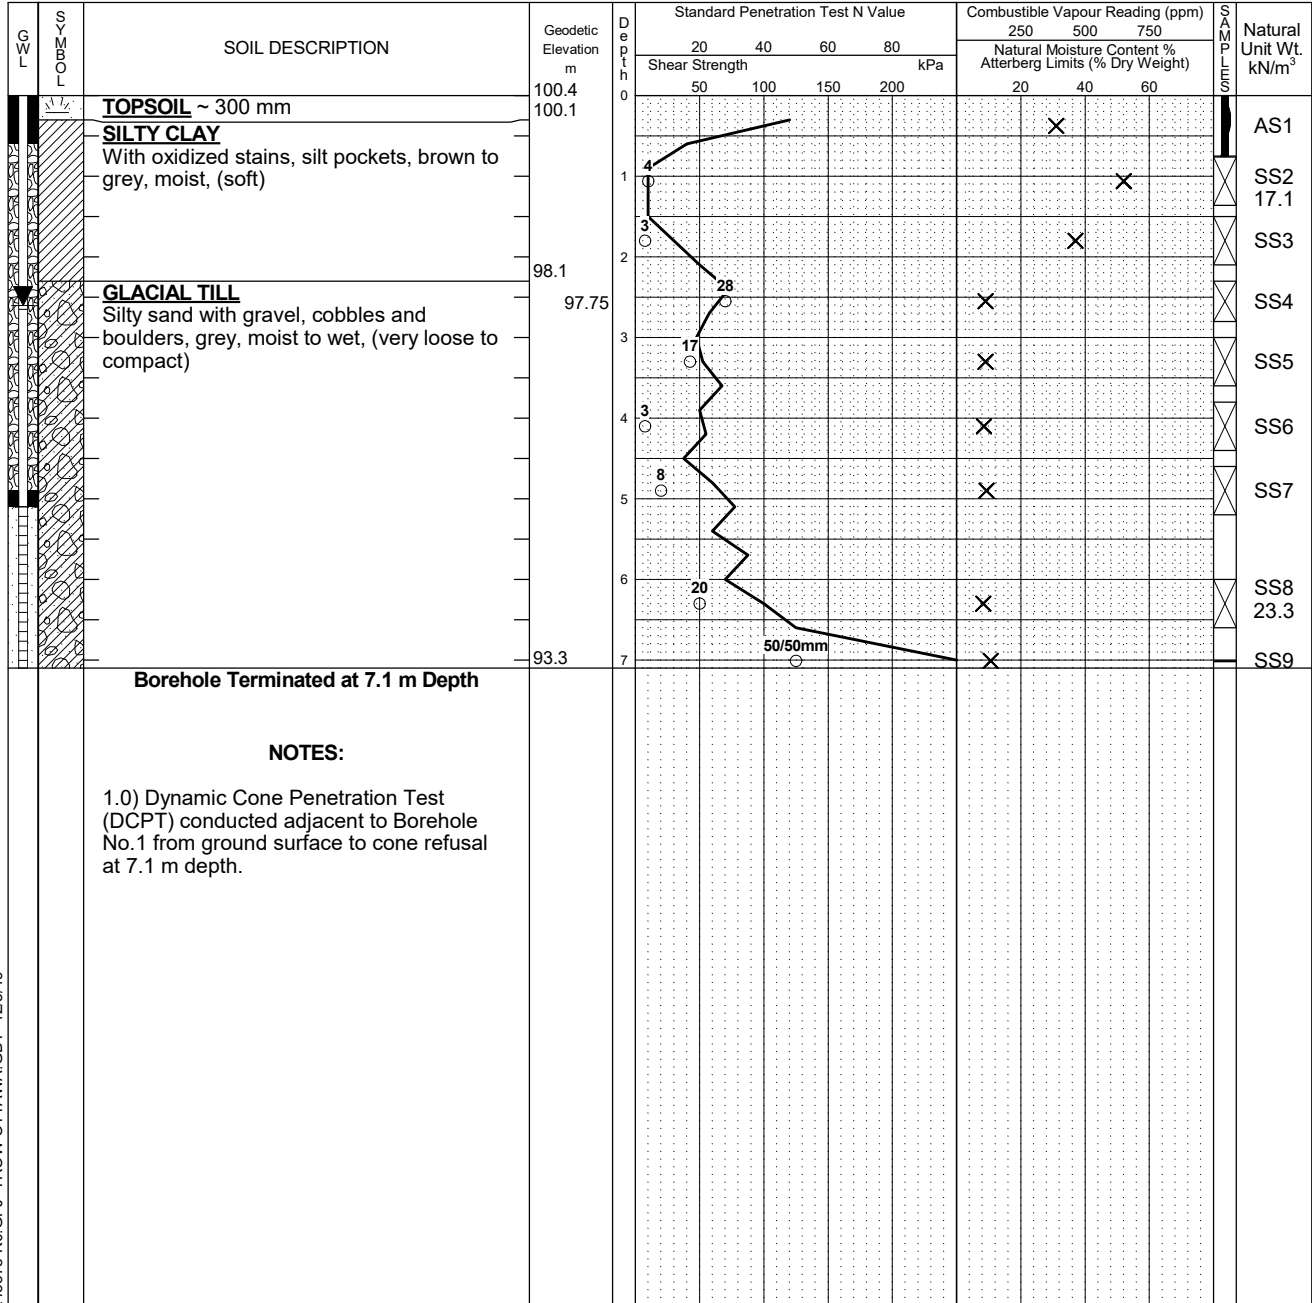 GWL
SYMBOL
SOIL DESCRIPTION
Geodetic
Elevation
m
Depth
Standard Penetration Test N Value
20 40 60 80
Shear Strength kPa
50 100 150 200
Combustible Vapour Reading (ppm)
250 500 750
Natural Moisture Content %
Atterberg Limits (% Dry Weight)
20 40 60
SAMPLES
Natural
Unit Wt.
kN/m³
100.4
0
TOPSOIL ~ 300 mm
100.1
AS1
SILTY CLAY
With oxidized stains, silt pockets, brown to
grey, moist, (soft)
4
1
SS2
17.1
3
SS3
2
98.1
GLACIAL TILL
Silty sand with gravel, cobbles and
boulders, grey, moist to wet, (very loose to
compact)
97.75
28
SS4
3
17
SS5
4
3
SS6
8
5
SS7
6
20
SS8
23.3
50/50mm
93.3
7
SS9
Borehole Terminated at 7.1 m Depth
NOTES:
1.0) Dynamic Cone Penetration Test
(DCPT) conducted adjacent to Borehole
No.1 from ground surface to cone refusal
at 7.1 m depth.